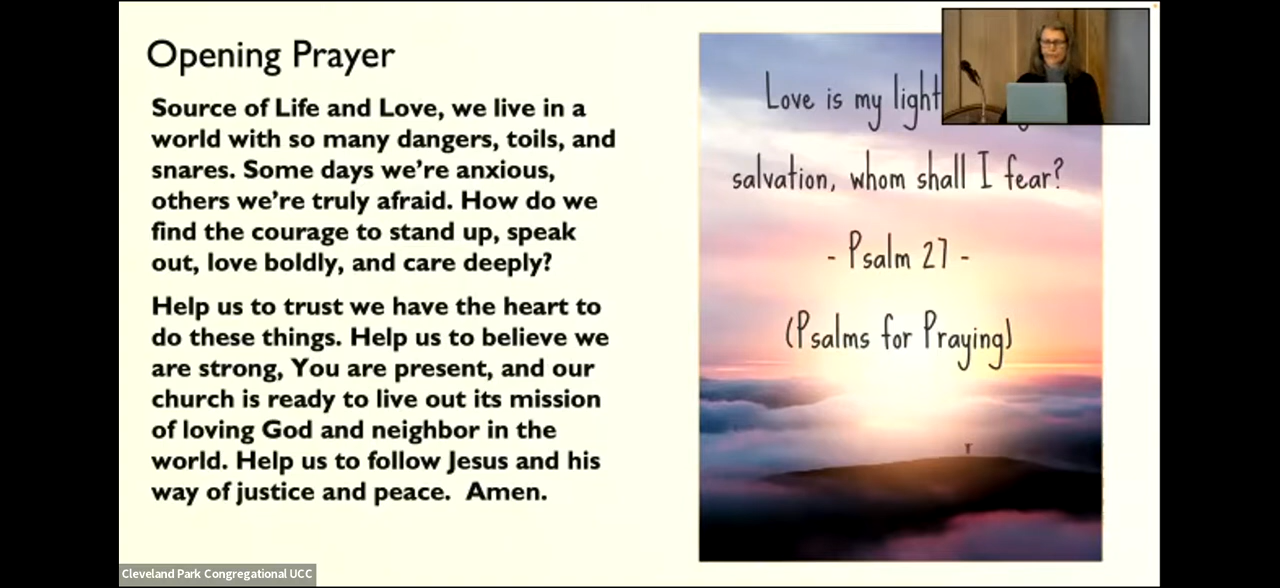 Opening Prayer
Source of Life and Love, we live in a
world with so many dangers, toils, and
snares. Some days we’re anxious,
others we’re truly afraid. How do we
find the courage to stand up, speak
out, love boldly, and care deeply?
Help us to trust we have the heart to
do these things. Help us to believe we
are strong, You are present, and our
church is ready to live out its mission
of loving God and neighbor in the
world. Help us to follow Jesus and his
way of justice and peace.  Amen.
Love is my light
salvation, whom shall I fear?
- Psalm 27 -
(Psalms for Praying)
Cleveland Park Congregational UCC